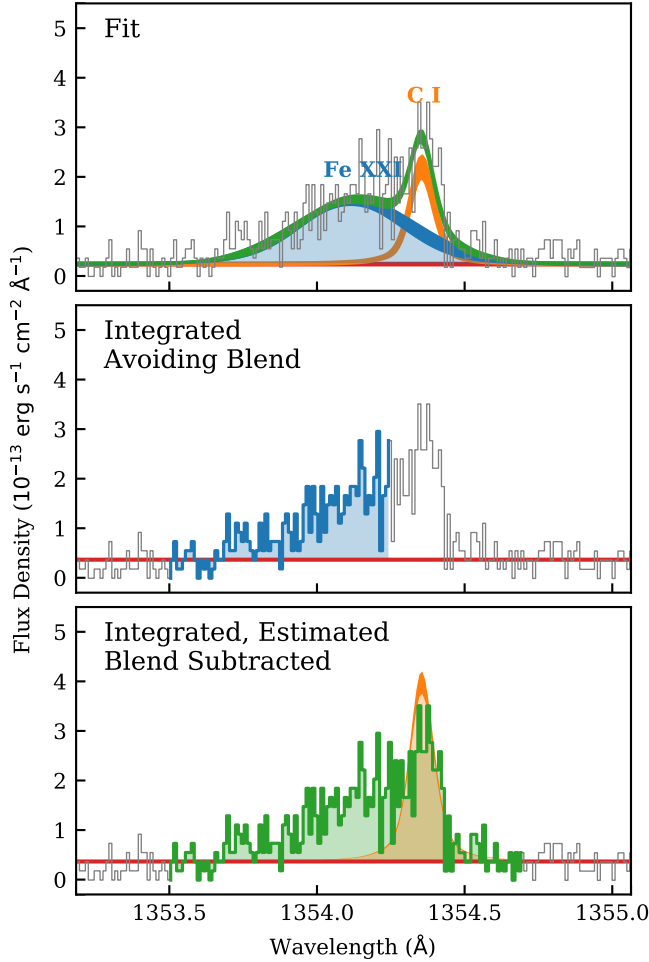 Fit
C I
Fe XXI
5
4
3
2
1
0
Integrated
Avoiding Blend
5
4
3
2
1
0
Integrated, Estimated
Blend Subtracted
5
4
3
2
1
0
1353.5 1354.0 1354.5 1355.0
Wavelength (Å)
Flux Density (10⁻¹³ erg s⁻¹ cm⁻² Å⁻¹)